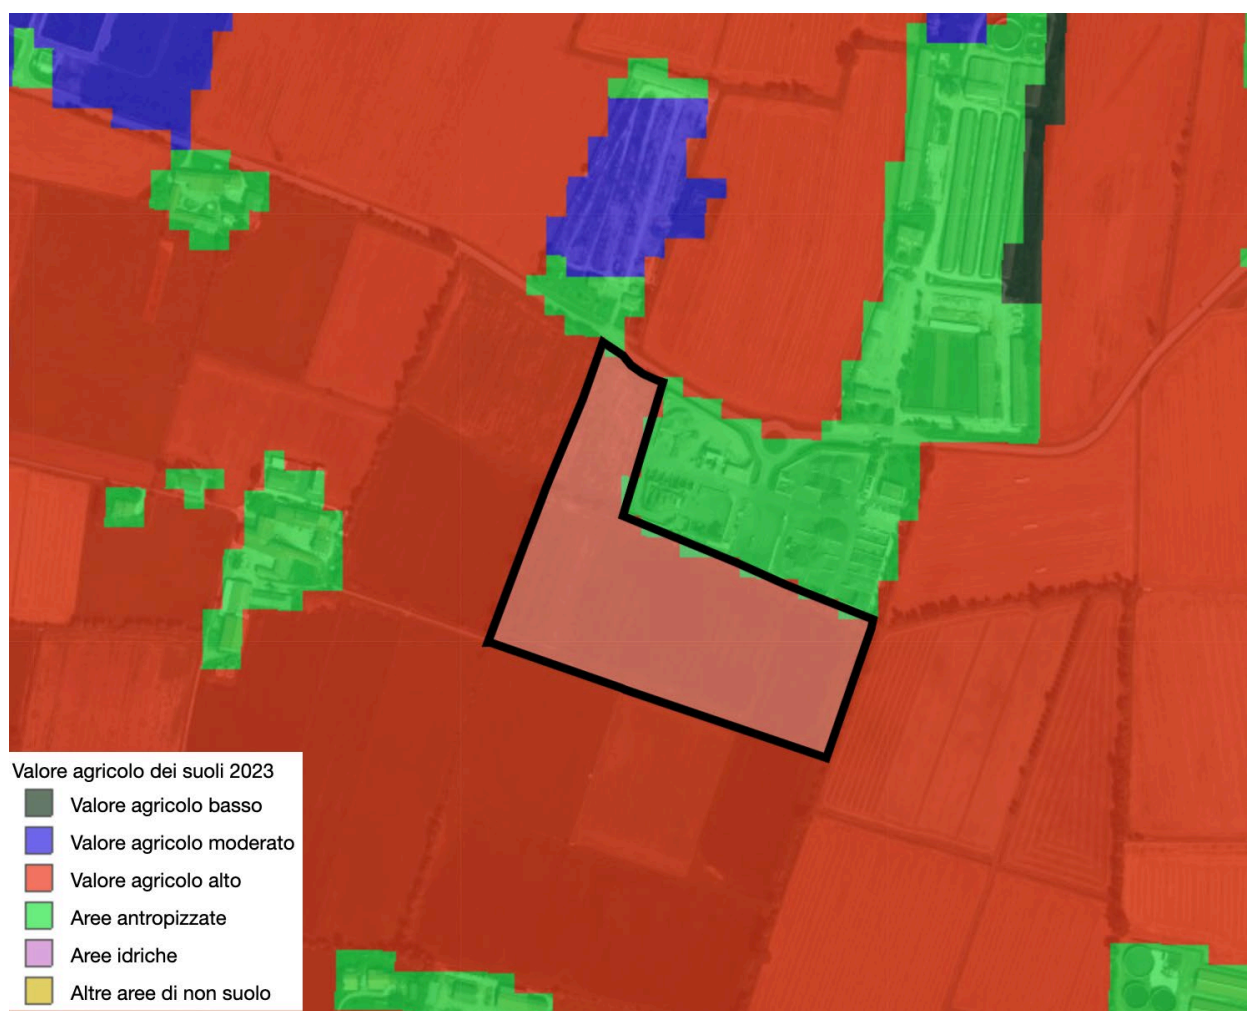 Valore agricolo dei suoli 2023
Valore agricolo basso
Valore agricolo moderato
Valore agricolo alto
Aree antropizzate
Aree idriche
Altre aree di non suolo